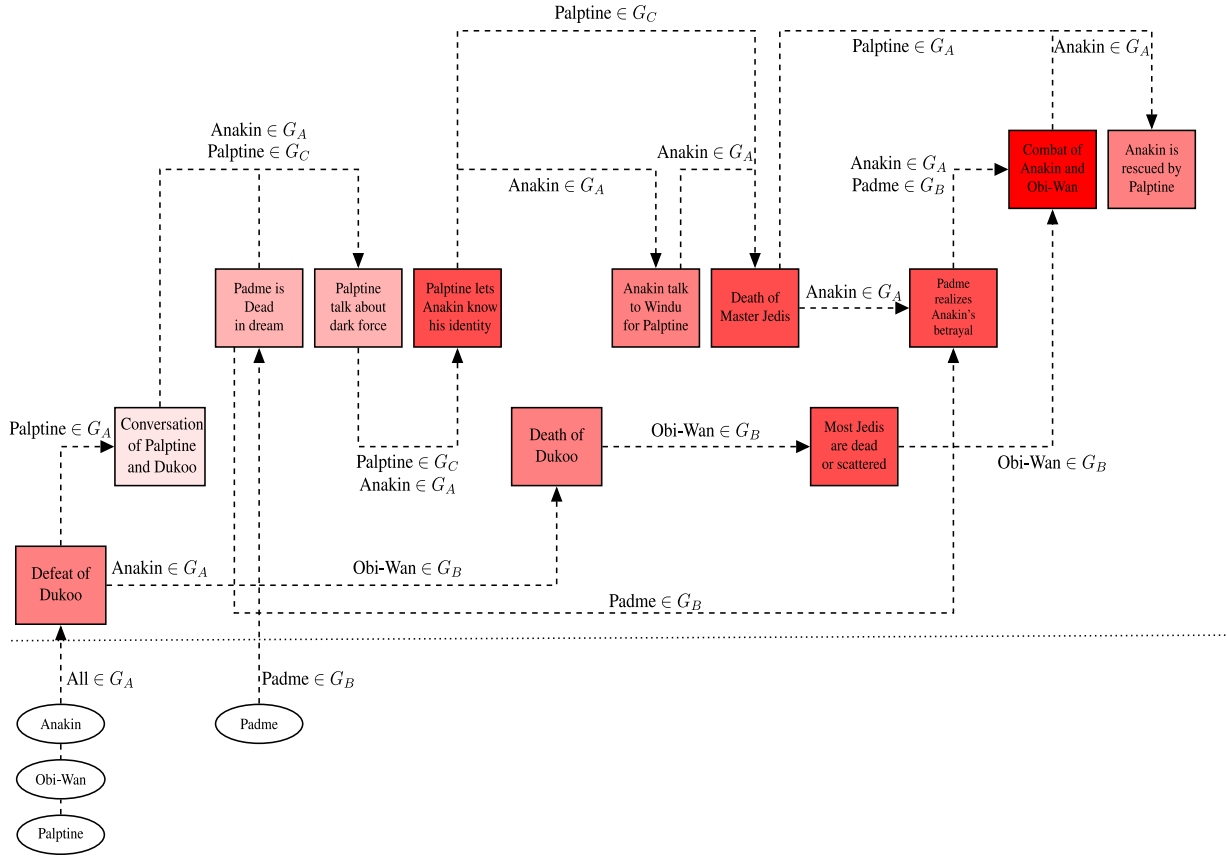 Palptine ∈ G_C
Palptine ∈ G_A
Anakin ∈ G_A
Anakin ∈ G_A
Palptine ∈ G_C
Anakin ∈ G_A
Anakin ∈ G_A
Anakin ∈ G_A
Padme ∈ G_B
Combat of
Anakin and
Obi-Wan
Anakin is
rescued by
Palptine
Padme is
Dead
in dream
Palptine
talk about
dark force
Palptine lets
Anakin know
his identity
Anakin talk
to Windu
for Palptine
Death of
Master Jedis
Anakin ∈ G_A
Padme
realizes
Anakin's
betrayal
Palptine ∈ G_A
Conversation
of Palptine
and Dukoo
Palptine ∈ G_C
Anakin ∈ G_A
Death of
Dukoo
Obi-Wan ∈ G_B
Most Jedis
are dead
or scattered
Obi-Wan ∈ G_B
Defeat of
Dukoo
Anakin ∈ G_A
Obi-Wan ∈ G_B
Padme ∈ G_B
All ∈ G_A
Padme ∈ G_B
Anakin
Padme
Obi-Wan
Palptine